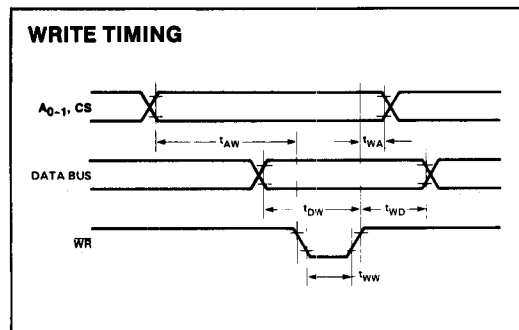 WRITE TIMING
A0-1, CS
tAW
tWA
DATA BUS
tDW
tWD
WR
tWW